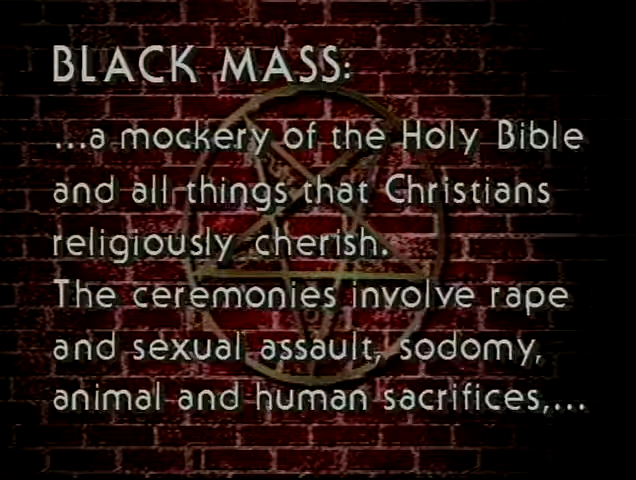 BLACK MASS:
...a mockery of the Holy Bible
and all things that Christians
religiously cherish.
The ceremonies involve rape
and sexual assault, sodomy,
animal and human sacrifices,...